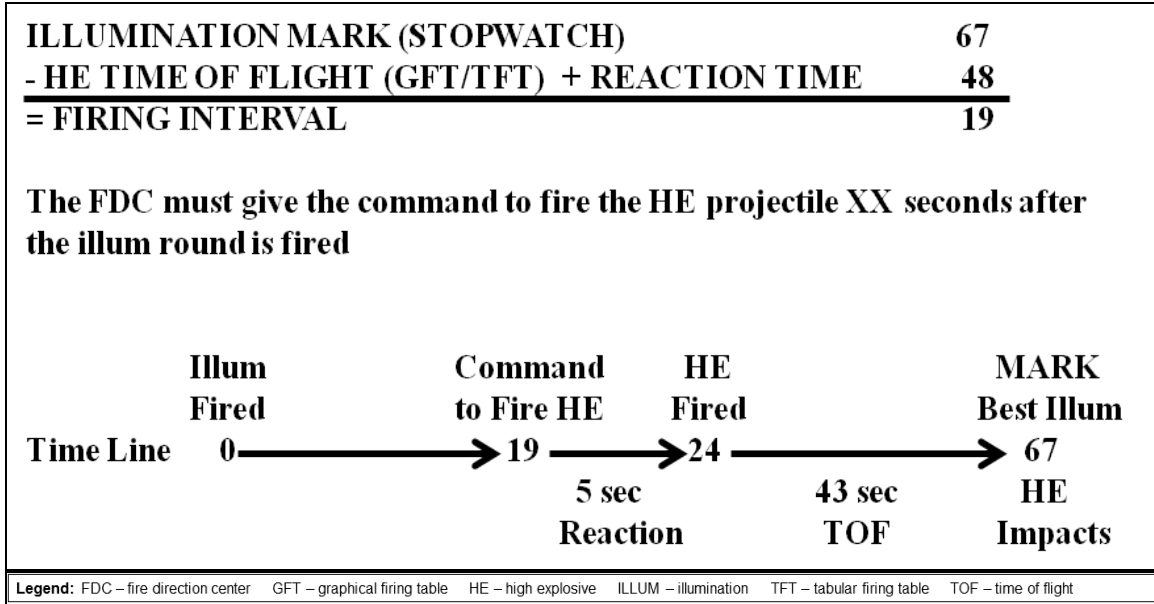 ILLUMINATION MARK (STOPWATCH) 67
- HE TIME OF FLIGHT (GFT/TFT) + REACTION TIME 48
= FIRING INTERVAL 19
The FDC must give the command to fire the HE projectile XX seconds after
the illum round is fired
Illum Command HE MARK
Fired to Fire HE Fired Best Illum
Time Line 0 19 24 67
5 sec 43 sec HE
Reaction TOF Impacts
Legend: FDC – fire direction center GFT – graphical firing table HE – high explosive ILLUM – illumination TFT – tabular firing table TOF – time of flight